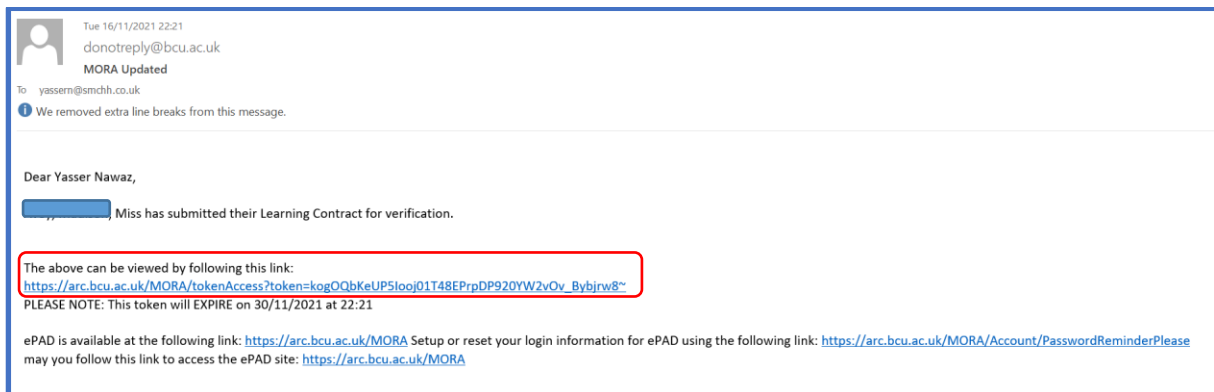 Tue 16/11/2021 22:21
donotreply@bcu.ac.uk
MORA Updated
To yassern@smchh.co.uk
We removed extra line breaks from this message.
Dear Yasser Nawaz,
, Miss has submitted their Learning Contract for verification.
The above can be viewed by following this link:
https://arc.bcu.ac.uk/MORA/tokenAccess?token=kogOQbKeUP5Iooj01T48EPrpDP920YW2vOv_Bybjrw8~
PLEASE NOTE: This token will EXPIRE on 30/11/2021 at 22:21
ePAD is available at the following link: https://arc.bcu.ac.uk/MORA Setup or reset your login information for ePAD using the following link: https://arc.bcu.ac.uk/MORA/Account/PasswordReminderPlease
may you follow this link to access the ePAD site: https://arc.bcu.ac.uk/MORA